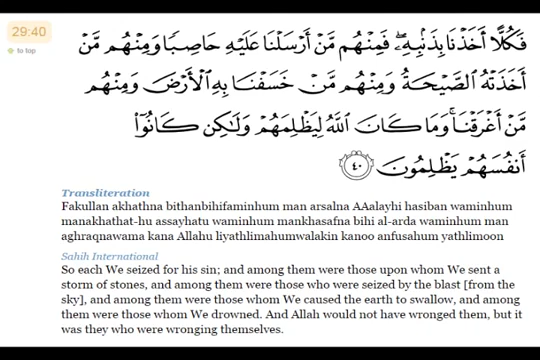 29:40
to top
فَكُلًّا أَخَذْنَا بِذَنۢبِهِۦ ۖ فَمِنْهُم مَّنْ أَرْسَلْنَا عَلَيْهِ حَاصِبًا وَمِنْهُم مَّنْ
أَخَذَتْهُ ٱلصَّيْحَةُ وَمِنْهُم مَّنْ خَسَفْنَا بِهِ ٱلْأَرْضَ وَمِنْهُم
مَّنْ أَغْرَقْنَا ۚ وَمَا كَانَ ٱللَّهُ لِيَظْلِمَهُمْ وَلَٰكِن كَانُوٓا۟
أَنفُسَهُمْ يَظْلِمُونَ ٤٠
Transliteration
Fakullan akhathna bithanbihifaminhum man arsalna AAalayhi hasiban waminhum
manakhathat-hu assayhatu waminhum mankhasafna bihi al-arda waminhum man
aghraqnawama kana Allahu liyathlimahumwalakin kanoo anfusahum yathlimoon
Sahih International
So each We seized for his sin; and among them were those upon whom We sent a
storm of stones, and among them were those who were seized by the blast [from the
sky], and among them were those whom We caused the earth to swallow, and among
them were those whom We drowned. And Allah would not have wronged them, but it
was they who were wronging themselves.